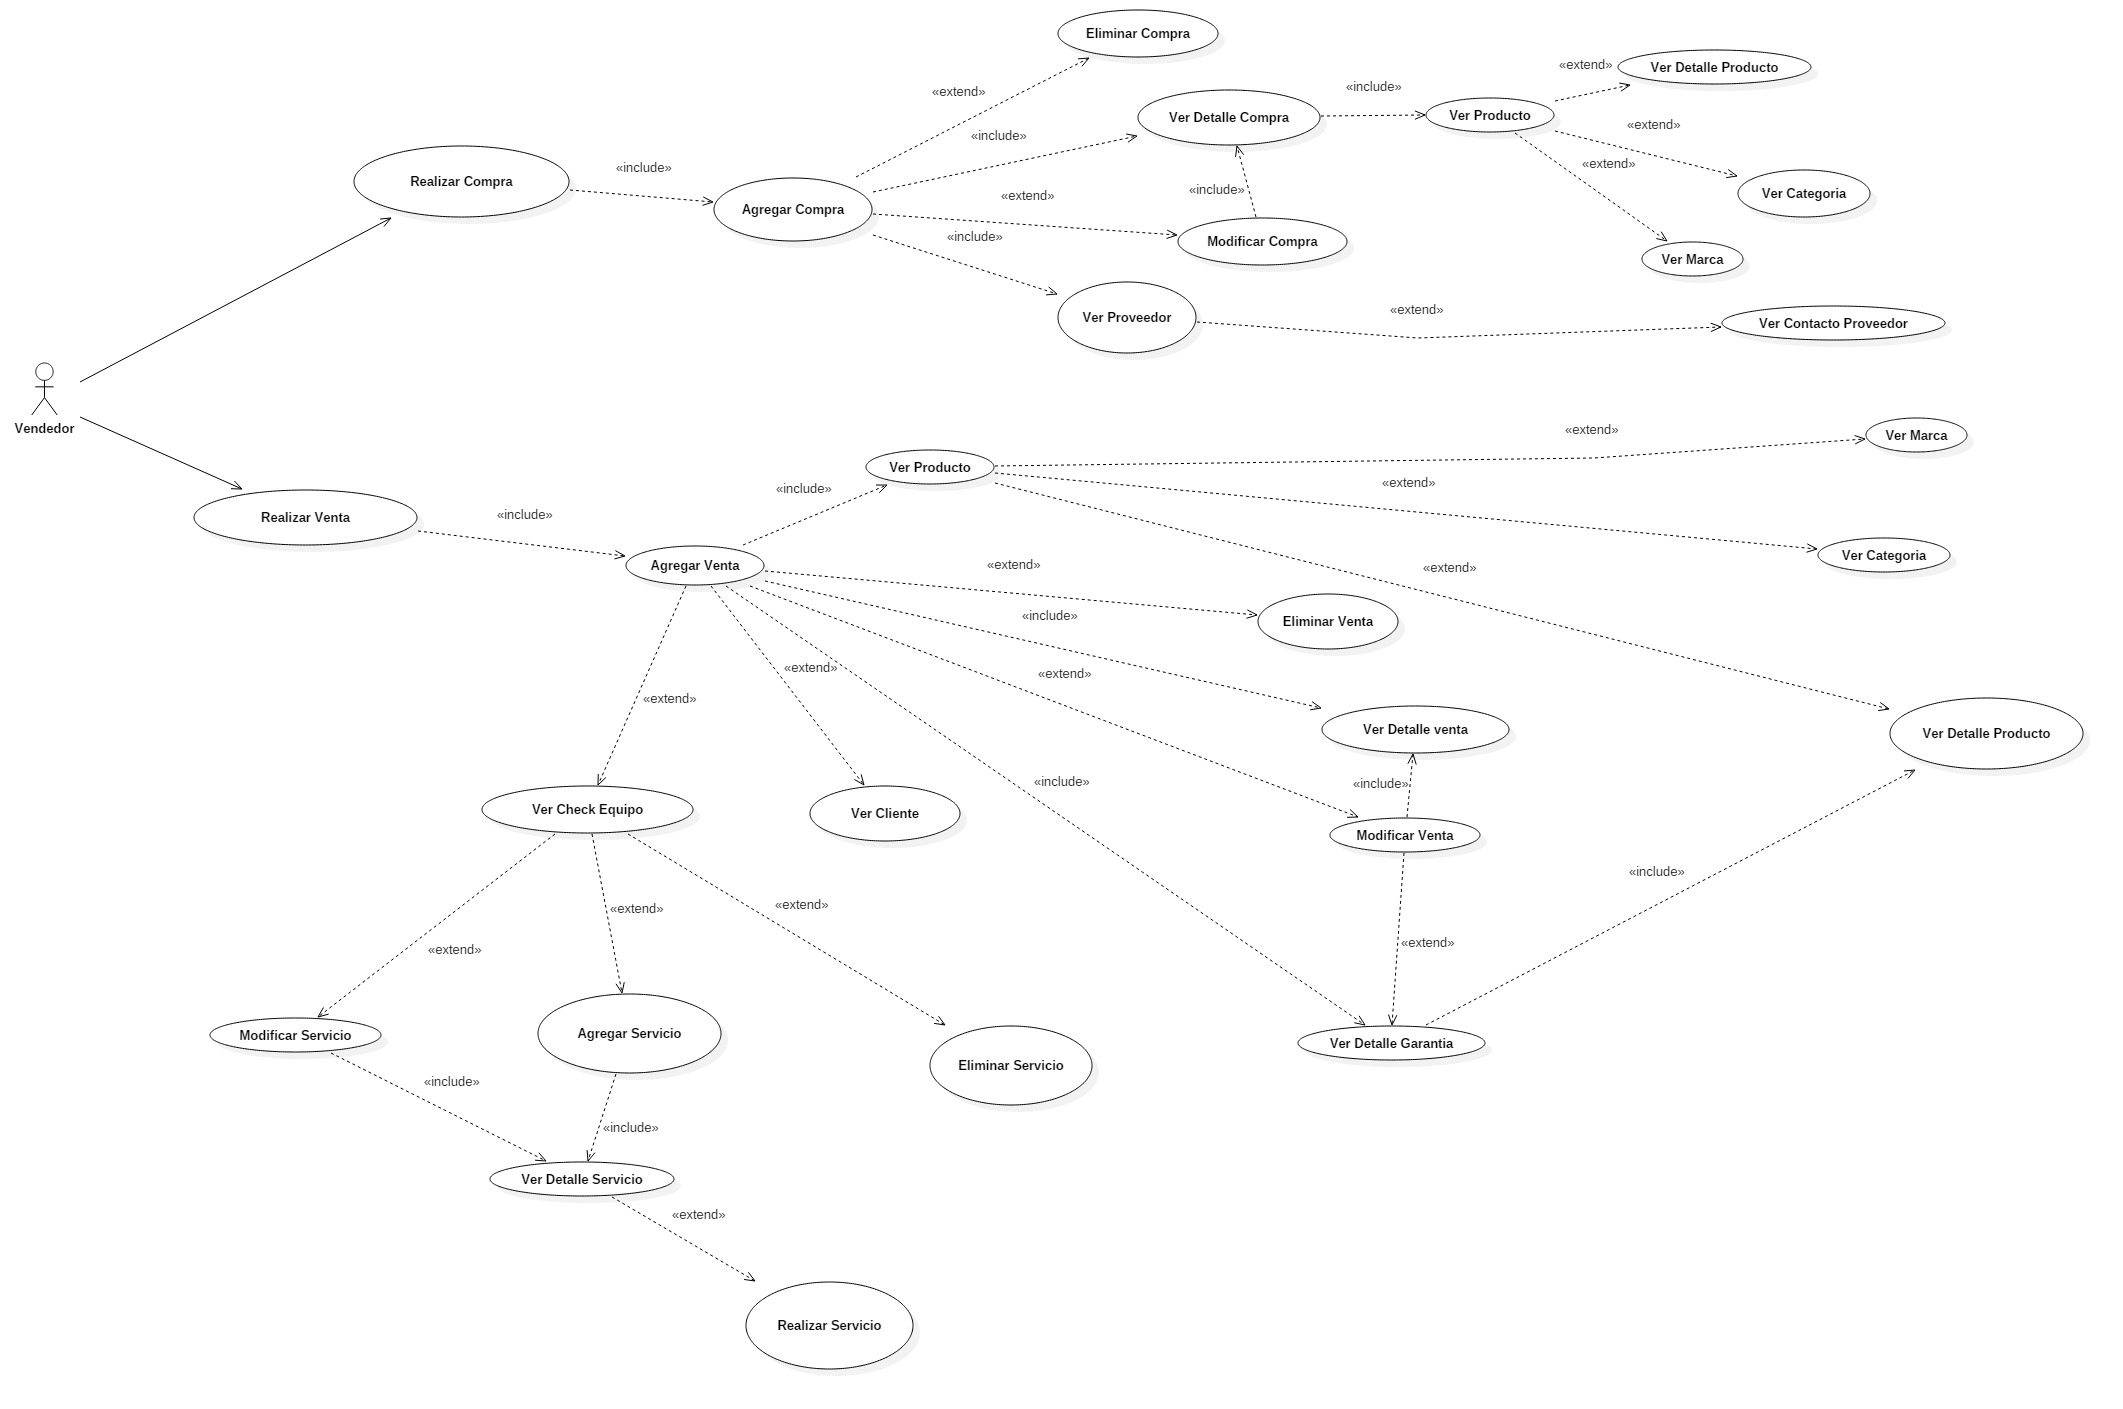 Eliminar Compra
«extend»
Ver Detalle Producto
«extend»
«include»
Ver Detalle Compra
Ver Producto
«extend»
«include»
«extend»
«include»
Realizar Compra
«include»
«extend»
Ver Categoria
Agregar Compra
«include»
Modificar Compra
Ver Marca
Ver Proveedor
«extend»
Ver Contacto Proveedor
Vendedor
«extend»
Ver Marca
Ver Producto
«include»
«extend»
Realizar Venta
«include»
Ver Categoria
Agregar Venta
«extend»
«extend»
«include»
Eliminar Venta
«extend»
«extend»
«extend»
Ver Detalle venta
Ver Detalle Producto
«include»
«include»
Ver Check Equipo
Ver Cliente
Modificar Venta
«include»
«extend»
«extend»
«extend»
«extend»
Modificar Servicio
Agregar Servicio
Ver Detalle Garantia
Eliminar Servicio
«include»
«include»
Ver Detalle Servicio
«extend»
Realizar Servicio